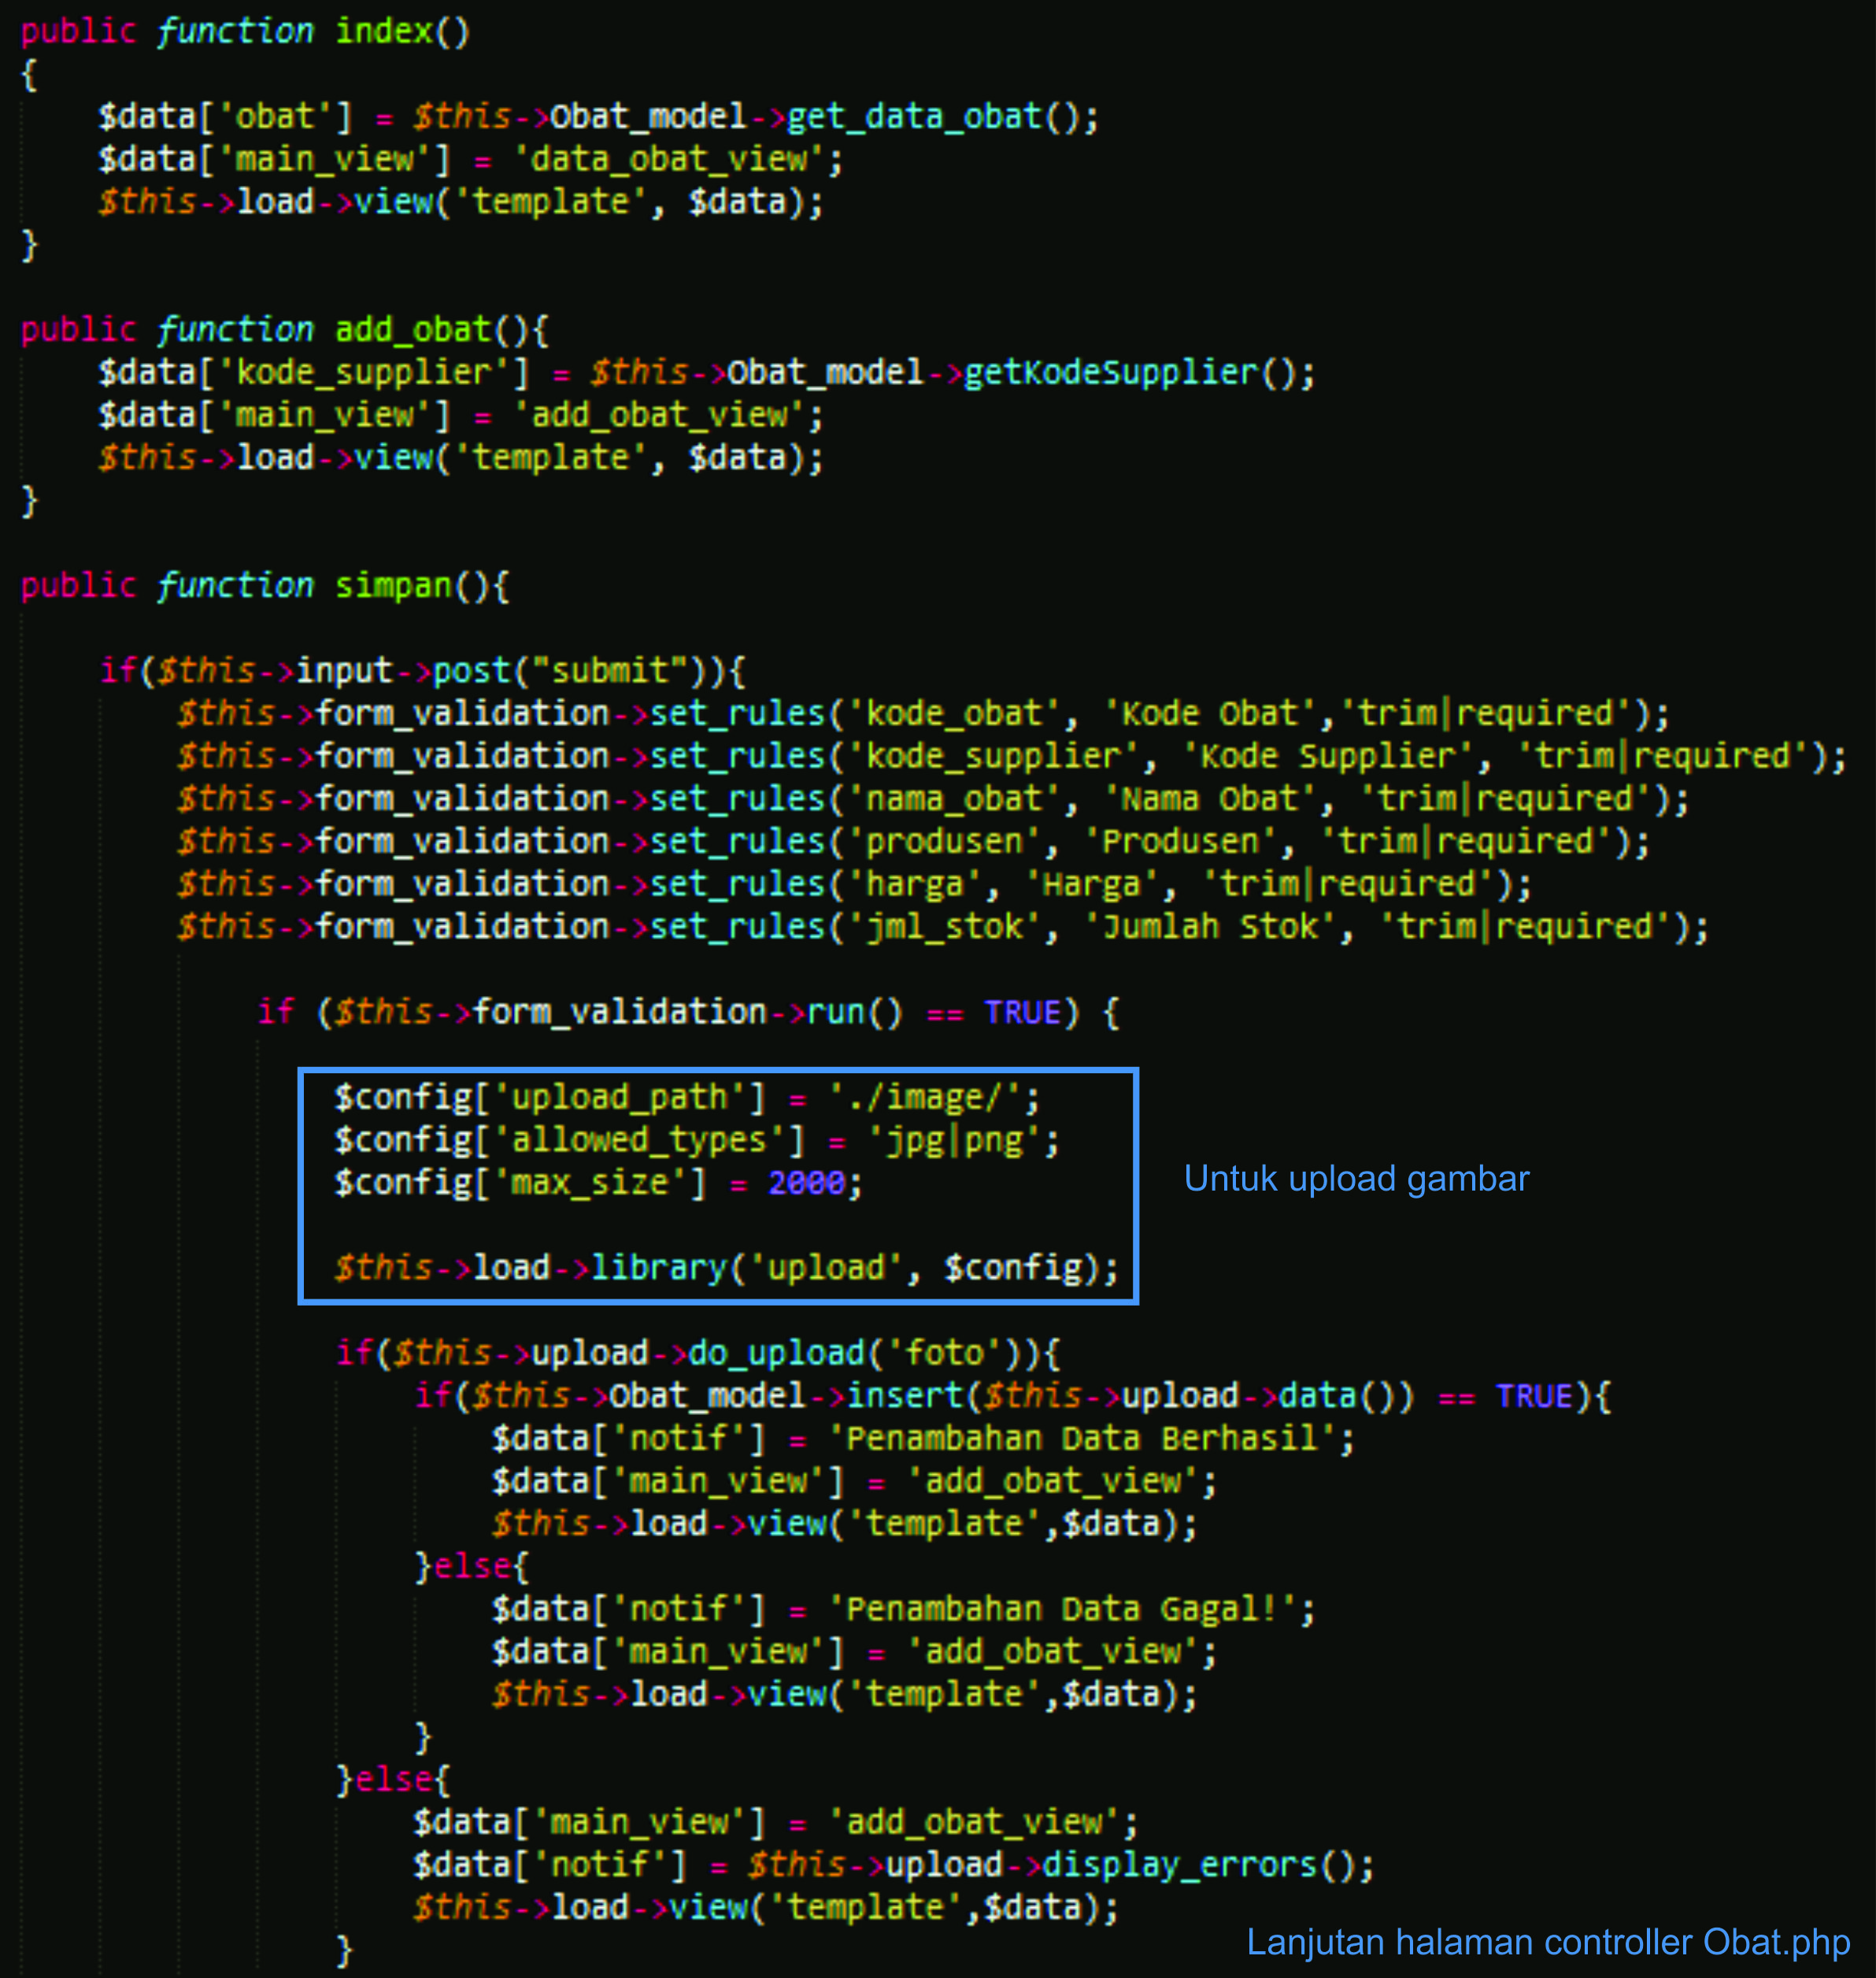 public function index()
{
    $data['obat'] = $this->Obat_model->get_data_obat();
    $data['main_view'] = 'data_obat_view';
    $this->load->view('template', $data);
}

public function add_obat(){
    $data['kode_supplier'] = $this->Obat_model->getKodeSupplier();
    $data['main_view'] = 'add_obat_view';
    $this->load->view('template', $data);
}

public function simpan(){

    if($this->input->post("submit")){
        $this->form_validation->set_rules('kode_obat', 'Kode Obat','trim|required');
        $this->form_validation->set_rules('kode_supplier', 'Kode Supplier', 'trim|required');
        $this->form_validation->set_rules('nama_obat', 'Nama Obat', 'trim|required');
        $this->form_validation->set_rules('produsen', 'Produsen', 'trim|required');
        $this->form_validation->set_rules('harga', 'Harga', 'trim|required');
        $this->form_validation->set_rules('jml_stok', 'Jumlah Stok', 'trim|required');

            if ($this->form_validation->run() == TRUE) {

                $config['upload_path'] = './image/';
                $config['allowed_types'] = 'jpg|png';
                $config['max_size'] = 2000;
Untuk upload gambar

                $this->load->library('upload', $config);

                if($this->upload->do_upload('foto')){
                    if($this->Obat_model->insert($this->upload->data()) == TRUE){
                        $data['notif'] = 'Penambahan Data Berhasil';
                        $data['main_view'] = 'add_obat_view';
                        $this->load->view('template',$data);
                    }else{
                        $data['notif'] = 'Penambahan Data Gagal!';
                        $data['main_view'] = 'add_obat_view';
                        $this->load->view('template',$data);
                    }
                }else{
                    $data['main_view'] = 'add_obat_view';
                    $data['notif'] = $this->upload->display_errors();
                    $this->load->view('template',$data);
                }
Lanjutan halaman controller Obat.php